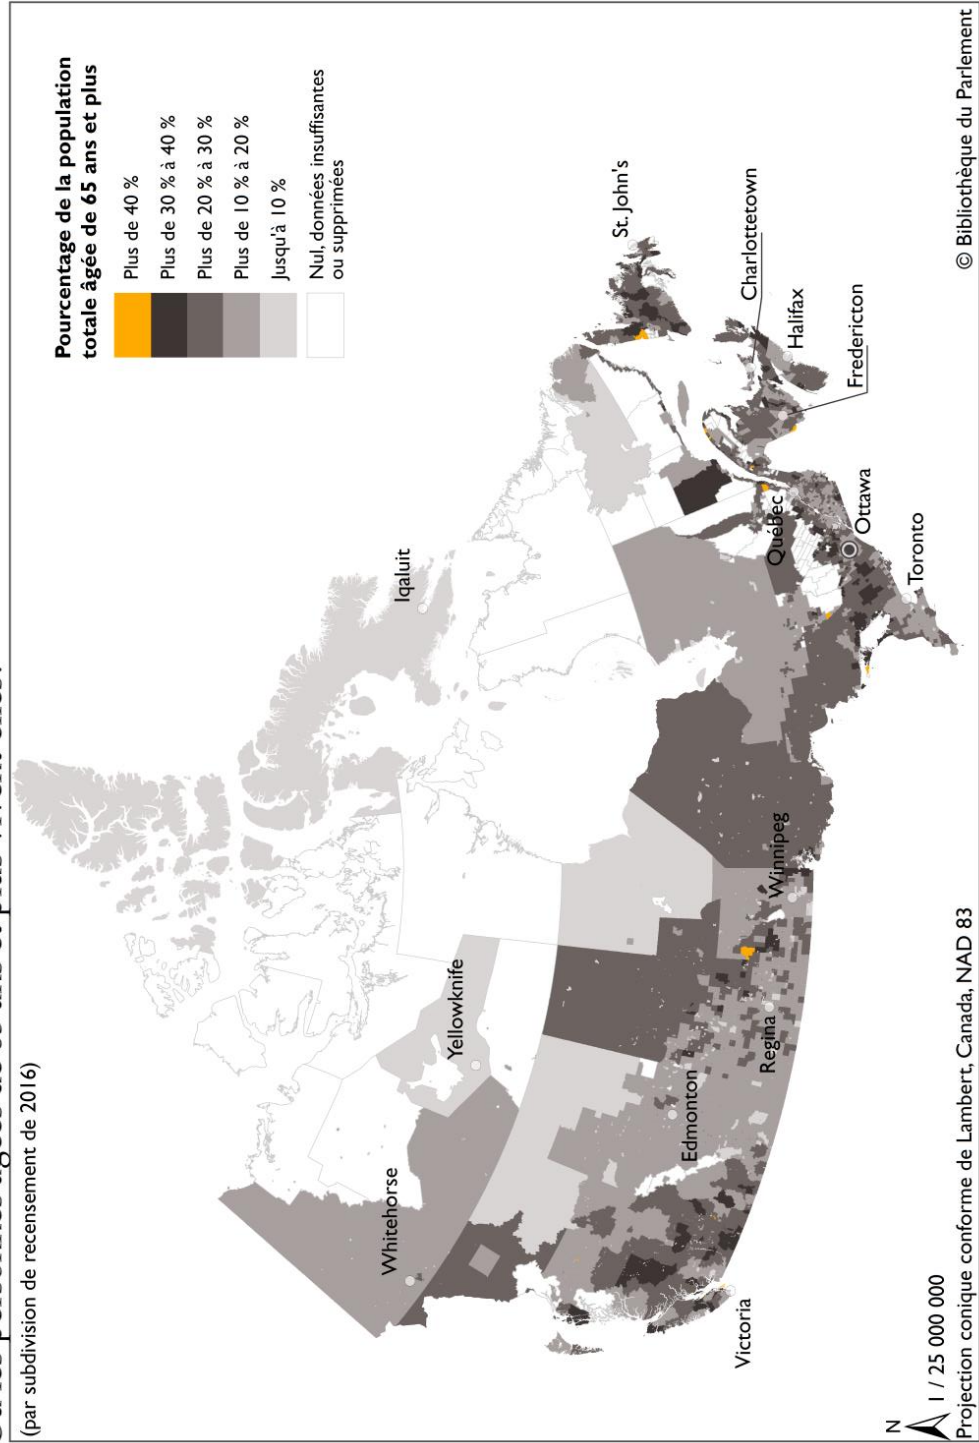 (par subdivision de recensement de 2016)
Pourcentage de la population
totale âgée de 65 ans et plus
Plus de 40 %
Plus de 30 % à 40 %
Plus de 20 % à 30 %
Plus de 10 % à 20 %
Jusqu'à 10 %
Nul, données insuffisantes
ou supprimées
Iqaluit
Yellowknife
Whitehorse
St. John's
Charlottetown
Halifax
Fredericton
Québec
Ottawa
Toronto
Winnipeg
Regina
Edmonton
Victoria
N
1 / 25 000 000
Projection conique conforme de Lambert, Canada, NAD 83
© Bibliothèque du Parlement